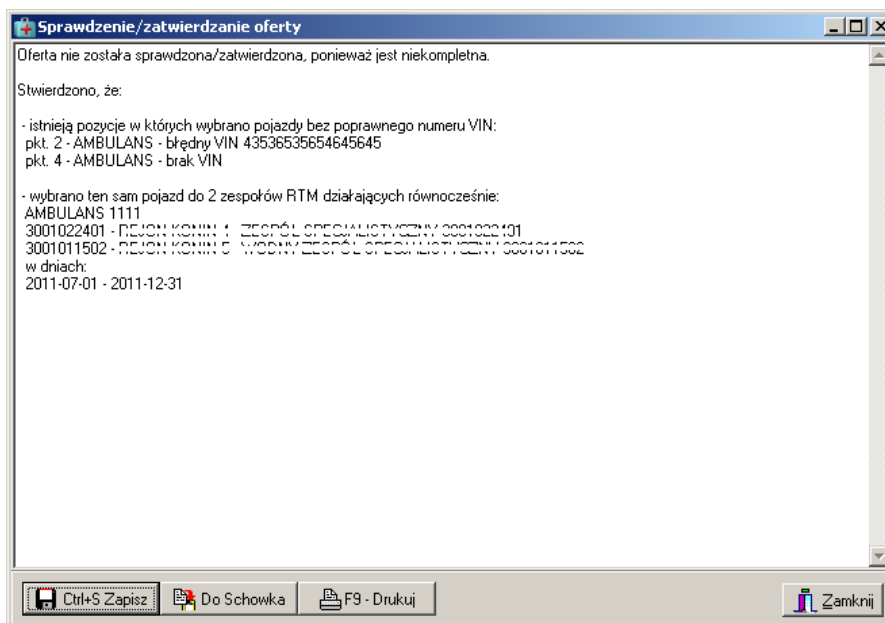 Sprawdzenie/zatwierdzanie oferty
Oferta nie została sprawdzona/zatwierdzona, ponieważ jest niekompletna.
Stwierdzono, że:
- istnieją pozycje w których wybrano pojazdy bez poprawnego numeru VIN:
pkt. 2 - AMBULANS - błędny VIN 43536535654645645
pkt. 4 - AMBULANS - brak VIN
- wybrano ten sam pojazd do 2 zespołów RTM działających równocześnie:
AMBULANS 1111
3001022401 -
3001011502 -
w dniach:
2011-07-01 - 2011-12-31
Ctrl+S Zapisz Do Schowka F9 - Drukuj Zamknij